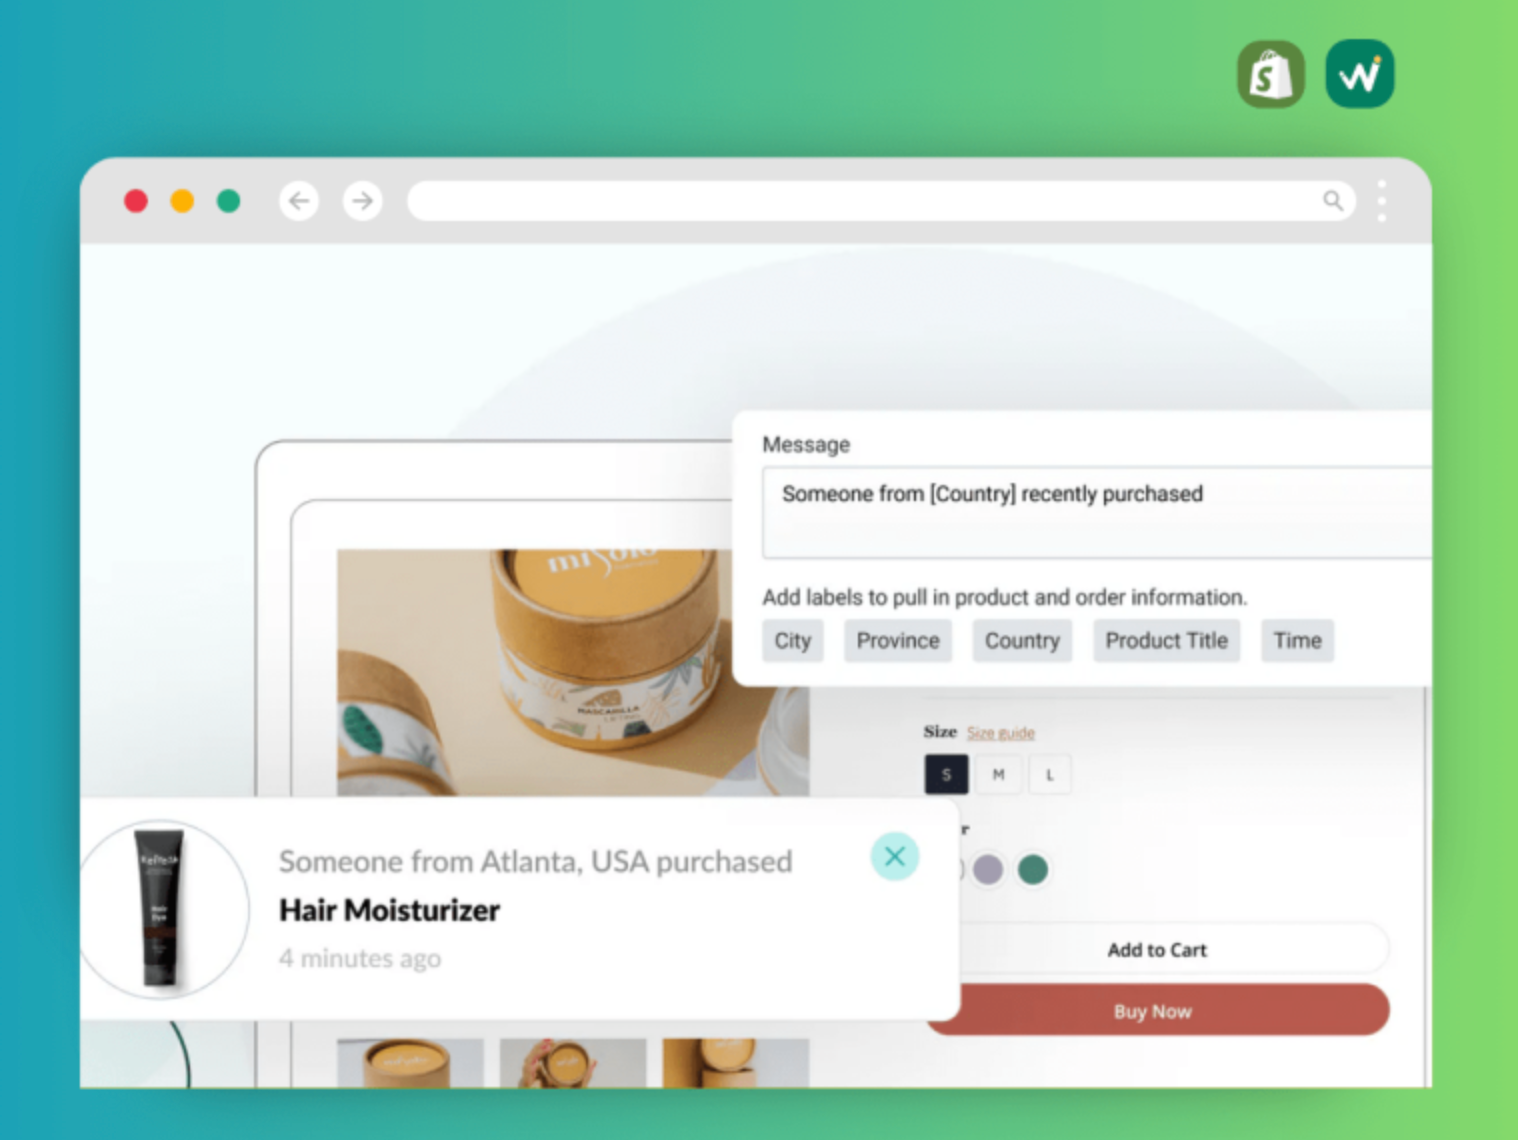 Message
Someone from [Country] recently purchased
Add labels to pull in product and order information.
City Province Country Product Title Time
MASCARILLA
Size Size guide
S M L
r
Someone from Atlanta, USA purchased
Hair Moisturizer
4 minutes ago
Add to Cart
Buy Now